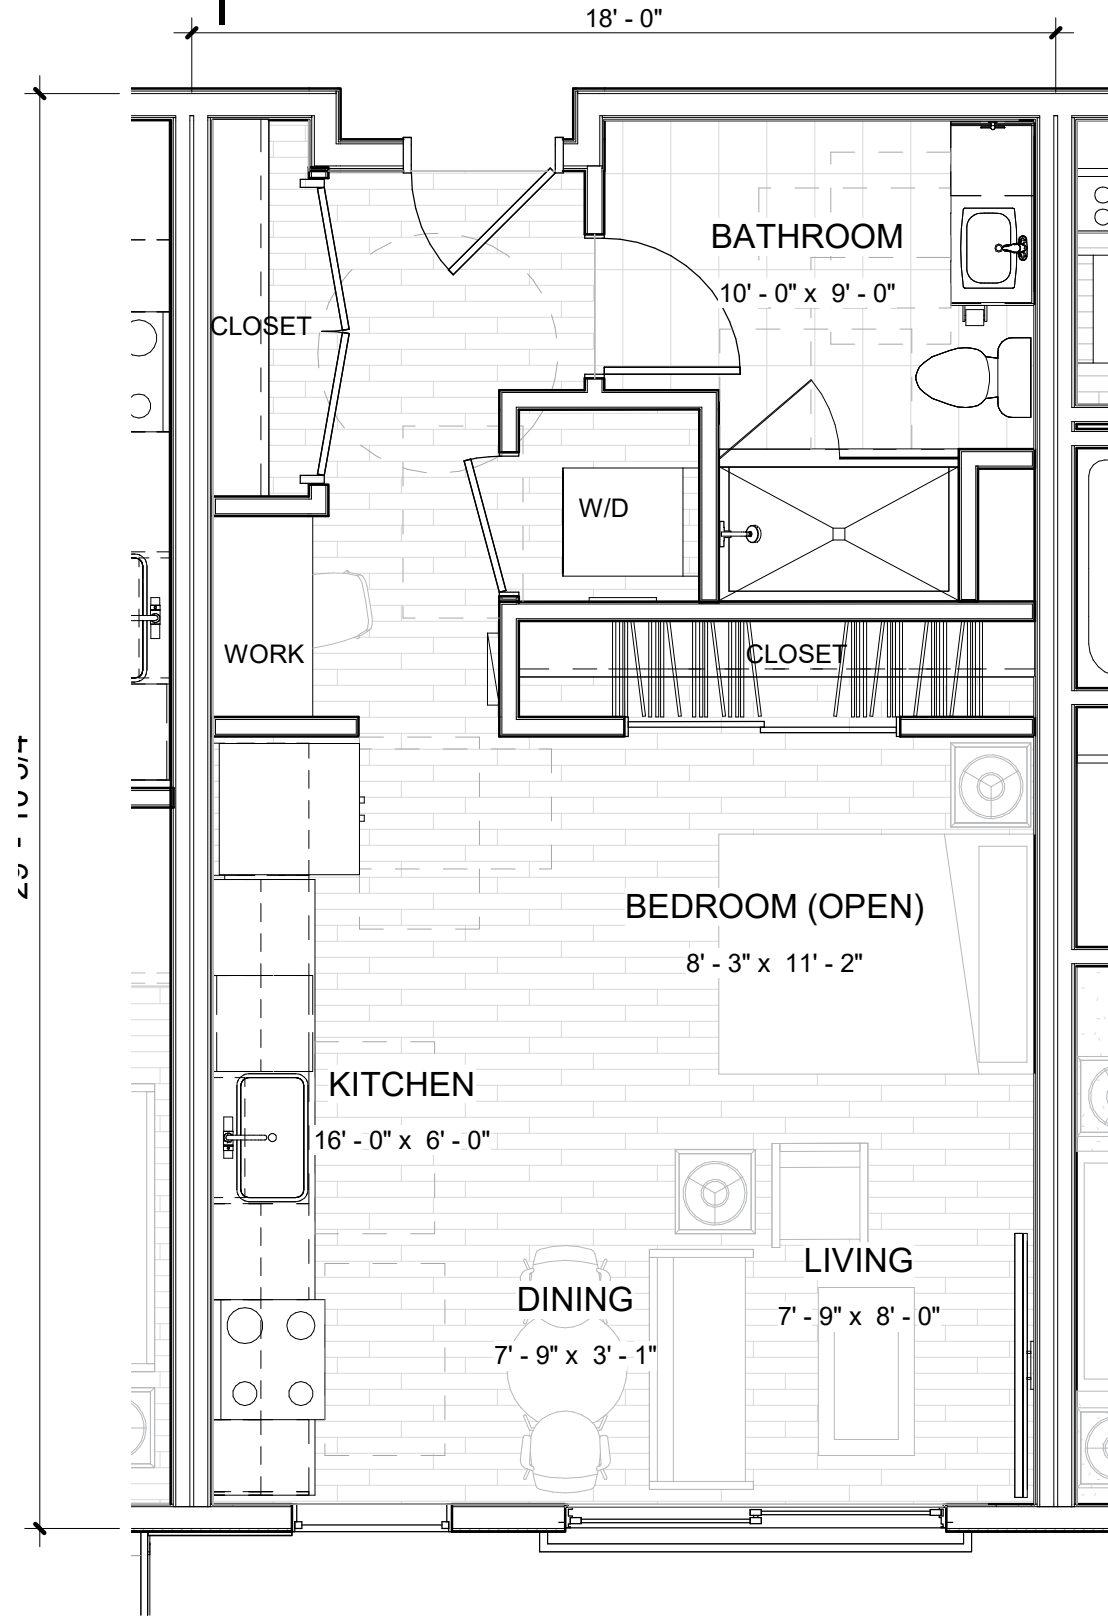 18' - 0"
BATHROOM
10' - 0" x 9' - 0"
CLOSET
W/D
WORK
CLOSET
BEDROOM (OPEN)
8' - 3" x 11' - 2"
KITCHEN
16' - 0" x 6' - 0"
LIVING
7' - 9" x 8' - 0"
DINING
7' - 9" x 3' - 1"